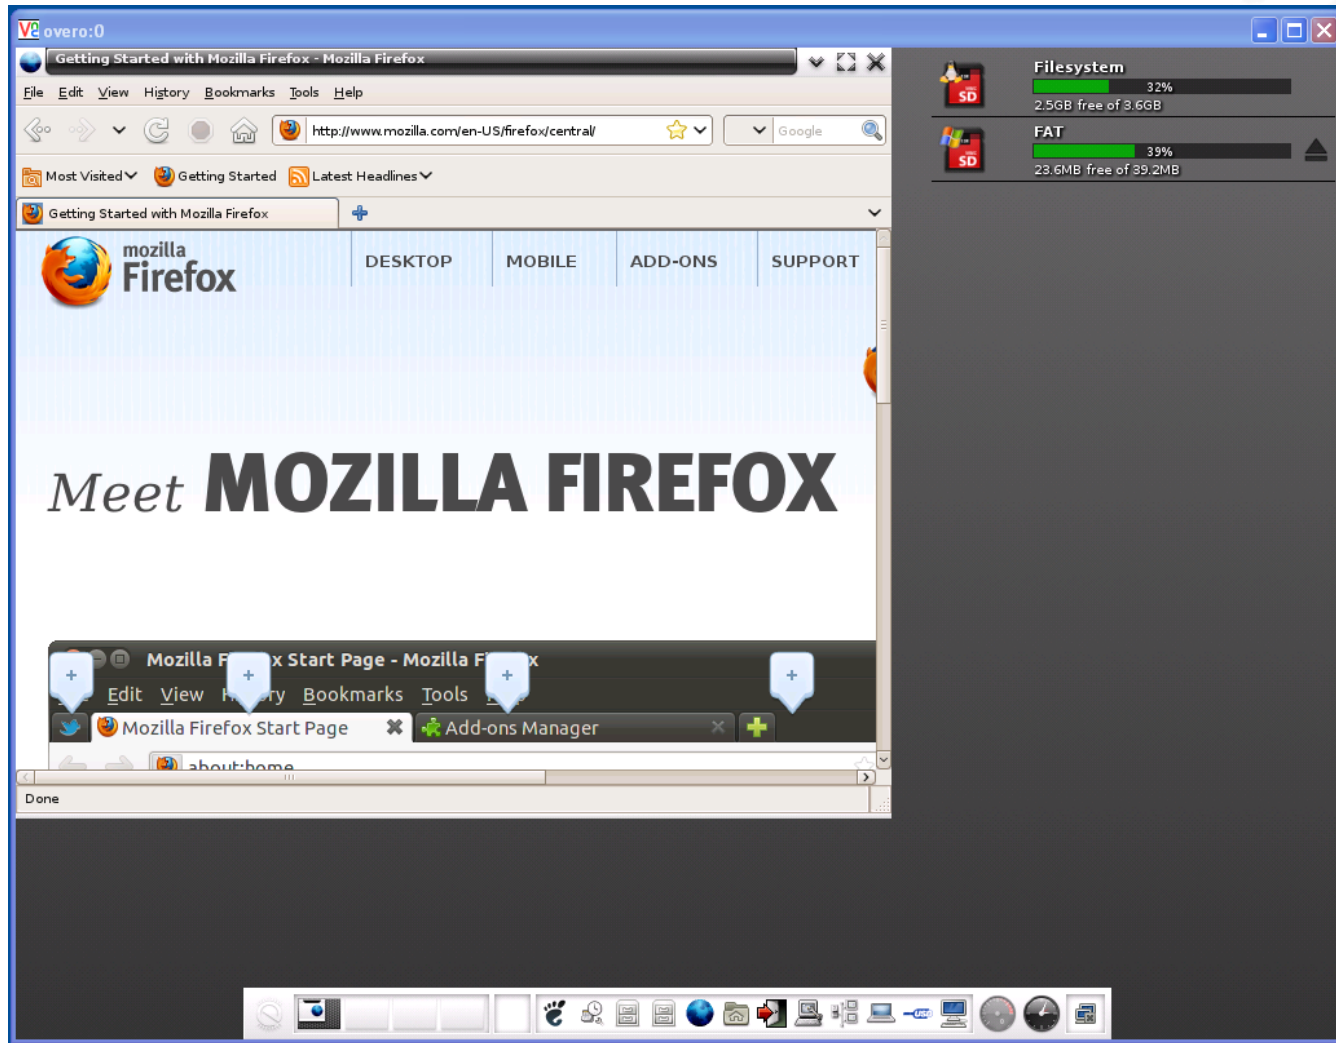 overo:0
Getting Started with Mozilla Firefox - Mozilla Firefox
File Edit View History Bookmarks Tools Help
http://www.mozilla.com/en-US/firefox/central/
Google
Most Visited Getting Started Latest Headlines
Getting Started with Mozilla Firefox
mozilla
Firefox
DESKTOP MOBILE ADD-ONS SUPPORT
Meet MOZILLA FIREFOX
Mozilla F x Start Page - Mozilla F x
Edit View H ry Bookmarks Tools
Mozilla Firefox Start Page Add-ons Manager
about:home
Done
Filesystem
SD
32%
2.5GB free of 3.6GB
FAT
SD
39%
23.6MB free of 39.2MB
USB